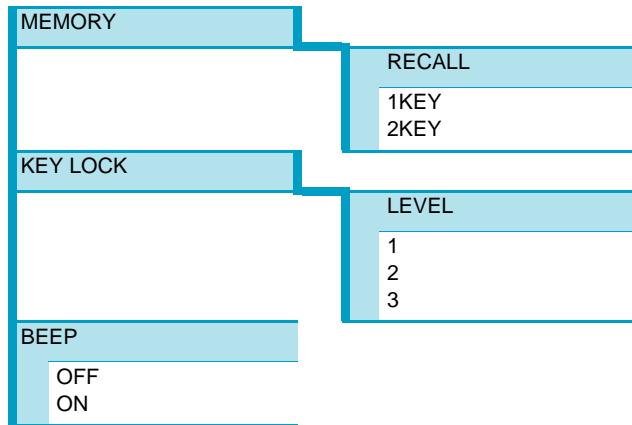 MEMORY
RECALL
1KEY
2KEY
KEY LOCK
LEVEL
1
2
3
BEEP
OFF
ON